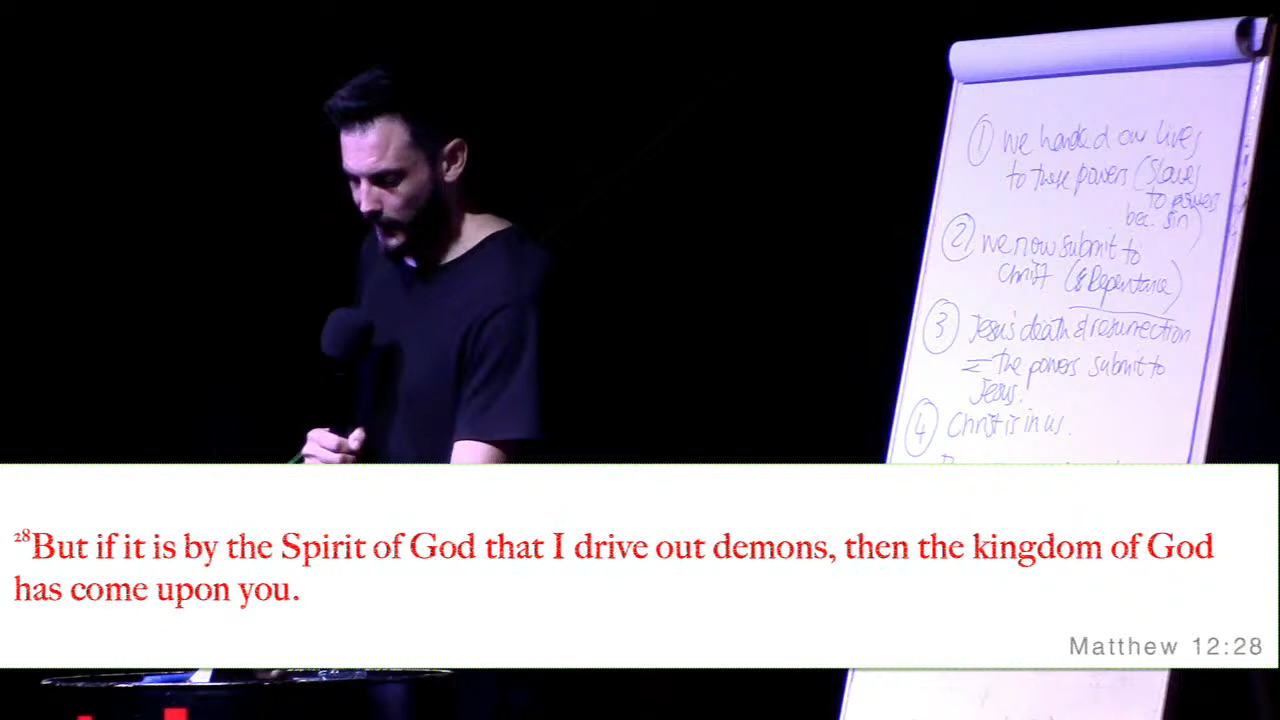 ① we handed our lives
to these powers (Slaves
to powers
bec. sin)
② we now submit to
Christ (& Repentance)
③ Jesus' death & resurrection
= the powers submit to
Jesus.
④ Christ is in us.
28But if it is by the Spirit of God that I drive out demons, then the kingdom of God
has come upon you.
Matthew 12:28